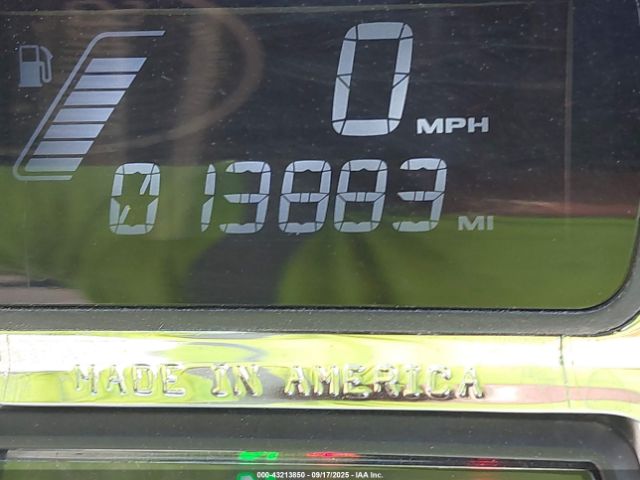 0 MPH
013883 MI
MADE IN AMERICA
000-43213850 | 09/17/2025 | IAA Inc.